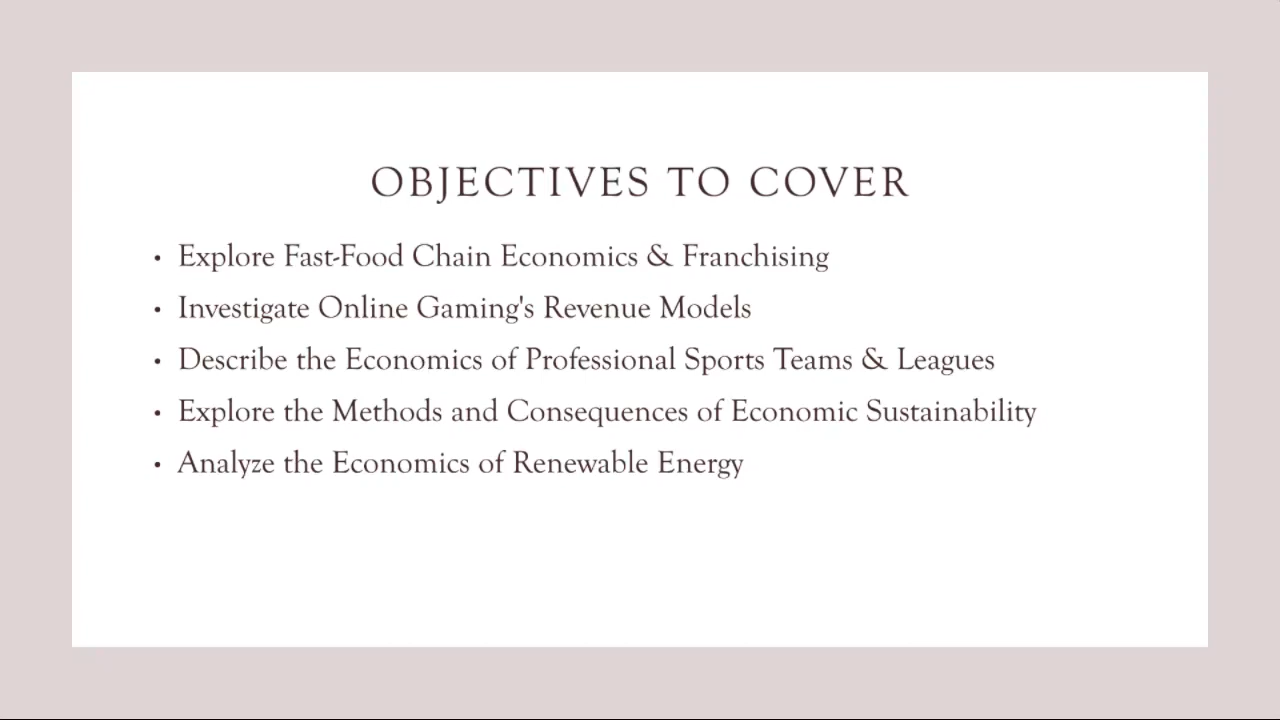 OBJECTIVES TO COVER
• Explore Fast-Food Chain Economics & Franchising
• Investigate Online Gaming's Revenue Models
• Describe the Economics of Professional Sports Teams & Leagues
• Explore the Methods and Consequences of Economic Sustainability
• Analyze the Economics of Renewable Energy